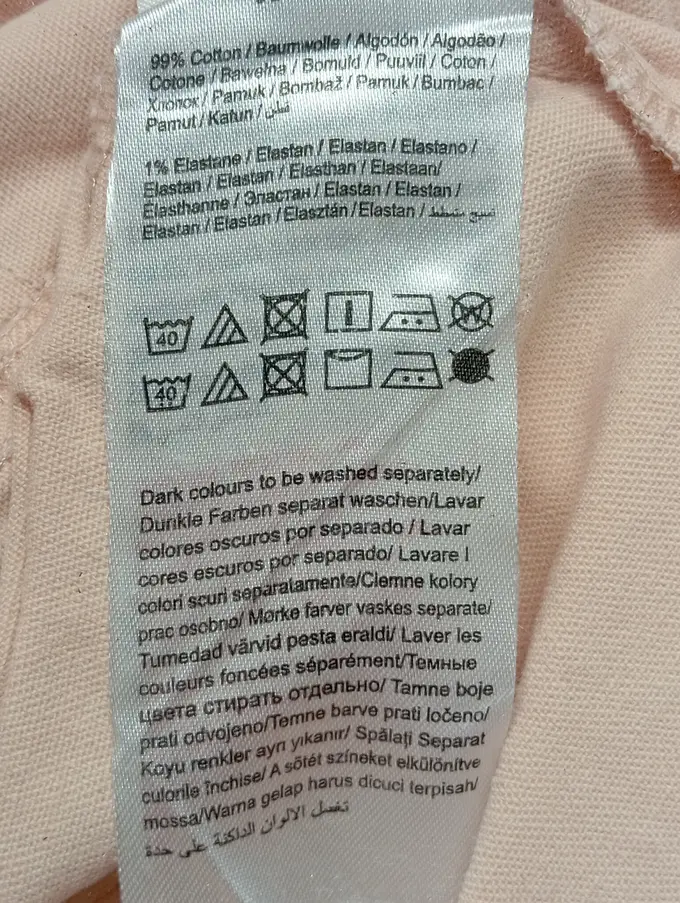 99% Cotton / Baumwolle / Algodón / Algodão /
Cotone / Bawełna / Bomuld / Puuvill / Coton /
Хлопок / Pamuk / Bombaž / Pamuk / Bumbac /
Pamut / Katun / قطن
1% Elastane / Elastan / Elastan / Elastano /
Elastan / Elastan / Elasthan / Elastaan/
Elasthanne / Эластан / Elastan / Elastan /
Elastan / Elastan / Elasztán / Elastan / نسيج مطاط
40
W
40
Dark colours to be washed separately/
Dunkle Farben separat waschen/Lavar
colores oscuros por separado / Lavar
cores escuros por separado/ Lavare I
colori scuri separatamente/Ciemne kolory
prac osobno/ Mørke farver vaskes separate/
Tumedad värvid pesta eraldi/ Laver les
couleurs foncées séparément/Темные
цвета стирать отдельно/ Tamne boje
prati odvojeno/Temne barve prati ločeno/
Koyu renkler ayrı yıkanır/ Spălați Separat
culorile închise/ A sötét színeket elkülönítve
mossa/Warna gelap harus dicuci terpisah/
تغسل الالوان الداكنة على حدة